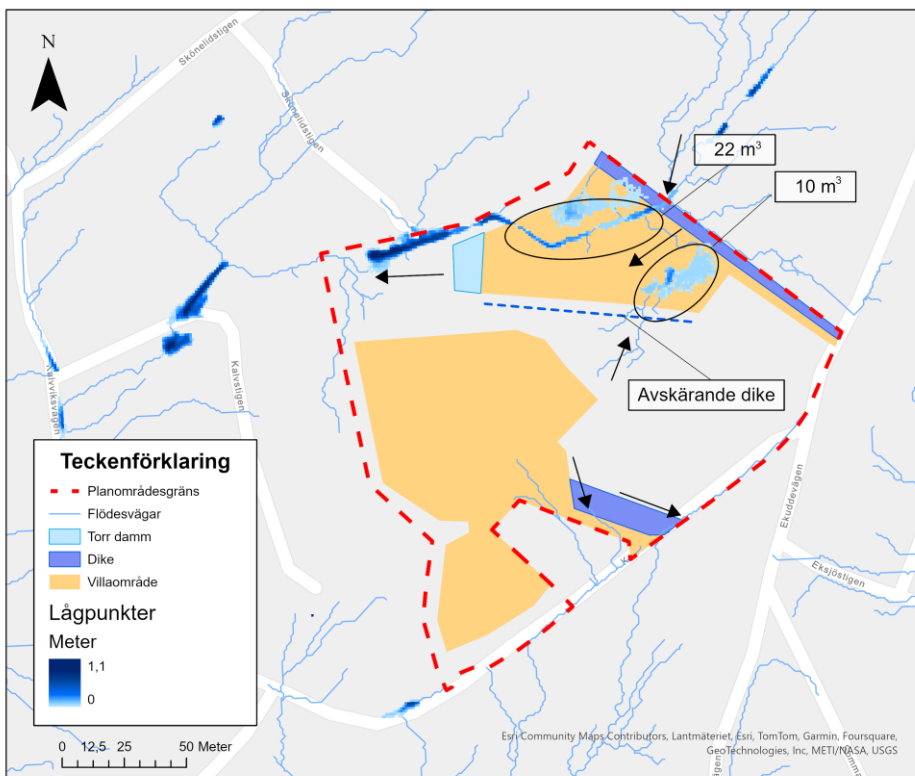 N
Skönelidstigen
Skönelidstigen
22 m³
10 m³
Kalvviksvägen
Kalvstigen
Avskärande dike
Ekuddevägen
Eksjöstigen
Teckenförklaring
Planområdesgräns
Flödesvägar
Torr damm
Dike
Villaområde
Lågpunkter
Meter
1,1
0
0 12,5 25 50 Meter
Esri Community Maps Contributors, Lantmäteriet, Esri, TomTom, Garmin, Foursquare,
GeoTechnologies, Inc, METI/NASA, USGS